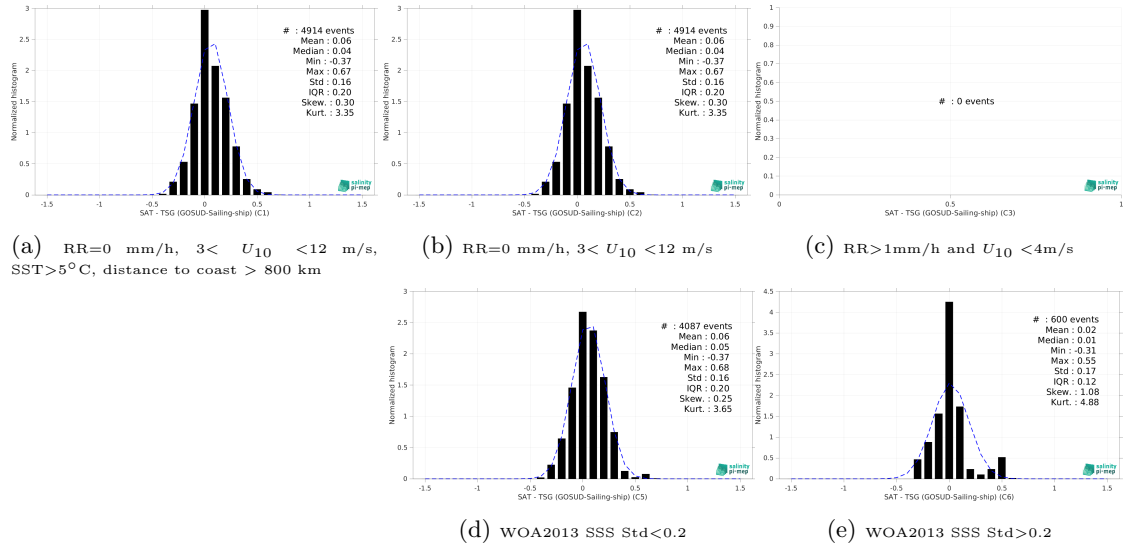 Normalized histogram
3
2.5
2
1.5
1
0.5
0
-1.5
-1
-0.5
0
0.5
1
1.5
# : 4914 events
Mean : 0.06
Median : 0.04
Min : -0.37
Max : 0.67
Std : 0.16
IQR : 0.20
Skew. : 0.30
Kurt. : 3.35
salinity
pi-mep
SAT - TSG (GOSUD-Sailing-ship) (C1)
(a) RR=0 mm/h, 3< U10 <12 m/s,
SST>5°C, distance to coast > 800 km
Normalized histogram
3
2.5
2
1.5
1
0.5
0
-1.5
-1
-0.5
0
0.5
1
1.5
# : 4914 events
Mean : 0.06
Median : 0.04
Min : -0.37
Max : 0.67
Std : 0.16
IQR : 0.20
Skew. : 0.30
Kurt. : 3.35
salinity
pi-mep
SAT - TSG (GOSUD-Sailing-ship) (C2)
(b) RR=0 mm/h, 3< U10 <12 m/s
Normalized histogram
1
0.9
0.8
0.7
0.6
0.5
0.4
0.3
0.2
0.1
0
0
0.5
1
# : 0 events
salinity
pi-mep
SAT - TSG (GOSUD-Sailing-ship) (C3)
(c) RR>1mm/h and U10 <4m/s
Normalized histogram
3
2.5
2
1.5
1
0.5
0
-1.5
-1
-0.5
0
0.5
1
1.5
# : 4087 events
Mean : 0.06
Median : 0.05
Min : -0.37
Max : 0.68
Std : 0.16
IQR : 0.20
Skew. : 0.25
Kurt. : 3.65
salinity
pi-mep
SAT - TSG (GOSUD-Sailing-ship) (C5)
(d) WOA2013 SSS Std<0.2
Normalized histogram
4.5
4
3.5
3
2.5
2
1.5
1
0.5
0
-1.5
-1
-0.5
0
0.5
1
1.5
# : 600 events
Mean : 0.02
Median : 0.01
Min : -0.31
Max : 0.55
Std : 0.17
IQR : 0.12
Skew. : 1.08
Kurt. : 4.88
salinity
pi-mep
SAT - TSG (GOSUD-Sailing-ship) (C6)
(e) WOA2013 SSS Std>0.2